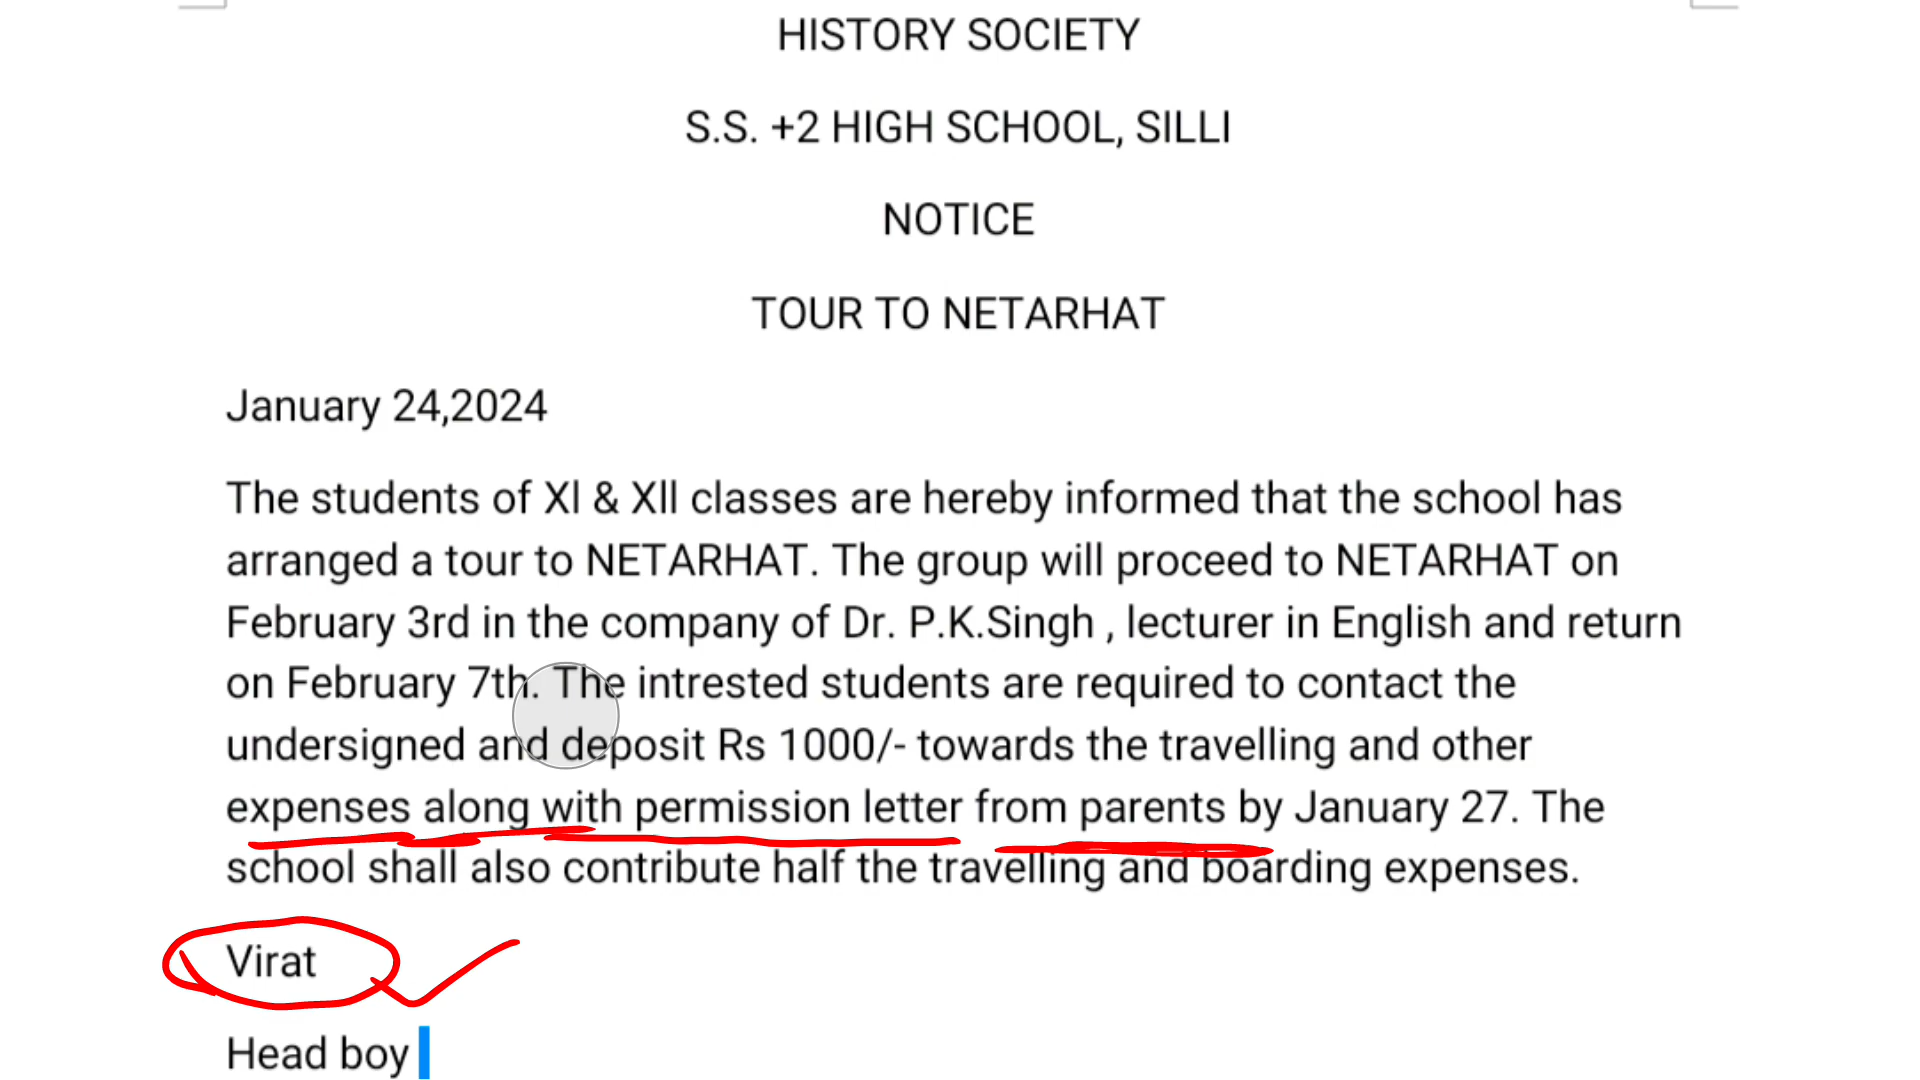 HISTORY SOCIETY
S.S. +2 HIGH SCHOOL, SILLI
NOTICE
TOUR TO NETARHAT
January 24,2024
The students of Xl & Xll classes are hereby informed that the school has
arranged a tour to NETARHAT. The group will proceed to NETARHAT on
February 3rd in the company of Dr. P.K.Singh , lecturer in English and return
on February 7th. The intrested students are required to contact the
undersigned and deposit Rs 1000/- towards the travelling and other
expenses along with permission letter from parents by January 27. The
school shall also contribute half the travelling and boarding expenses.
Virat
Head boy